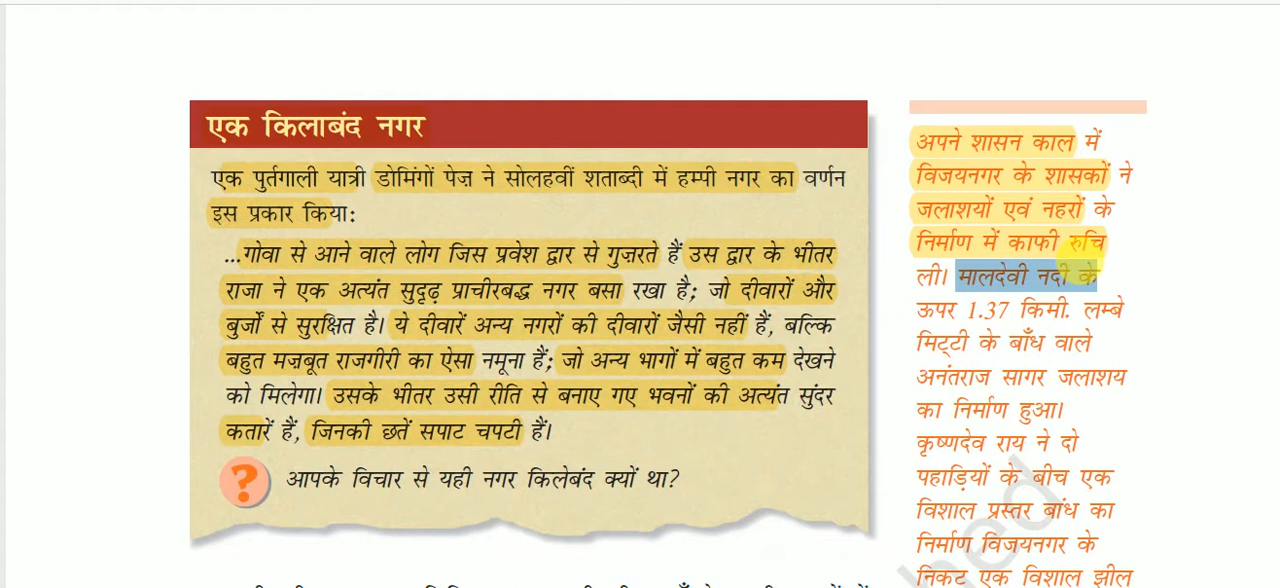 एक किलाबंद नगर
एक पुर्तगाली यात्री डोमिंगों पेज़ ने सोलहवीं शताब्दी में हम्पी नगर का वर्णन
इस प्रकार किया:
...गोवा से आने वाले लोग जिस प्रवेश द्वार से गुज़रते हैं उस द्वार के भीतर
राजा ने एक अत्यंत सुदृढ़ प्राचीरबद्ध नगर बसा रखा है; जो दीवारों और
बुर्जों से सुरक्षित है। ये दीवारें अन्य नगरों की दीवारों जैसी नहीं हैं, बल्कि
बहुत मज़बूत राजगीरी का ऐसा नमूना हैं; जो अन्य भागों में बहुत कम देखने
को मिलेगा। उसके भीतर उसी रीति से बनाए गए भवनों की अत्यंत सुंदर
कतारें हैं, जिनकी छतें सपाट चपटी हैं।
? आपके विचार से यही नगर किलेबंद क्यों था?
अपने शासन काल में
विजयनगर के शासकों ने
जलाशयों एवं नहरों के
निर्माण में काफी रुचि
ली। मालदेवी नदी के
ऊपर 1.37 किमी. लम्बे
मिट्टी के बाँध वाले
अनंतराज सागर जलाशय
का निर्माण हुआ।
कृष्णदेव राय ने दो
पहाड़ियों के बीच एक
विशाल प्रस्तर बांध का
निर्माण विजयनगर के
निकट एक विशाल झील